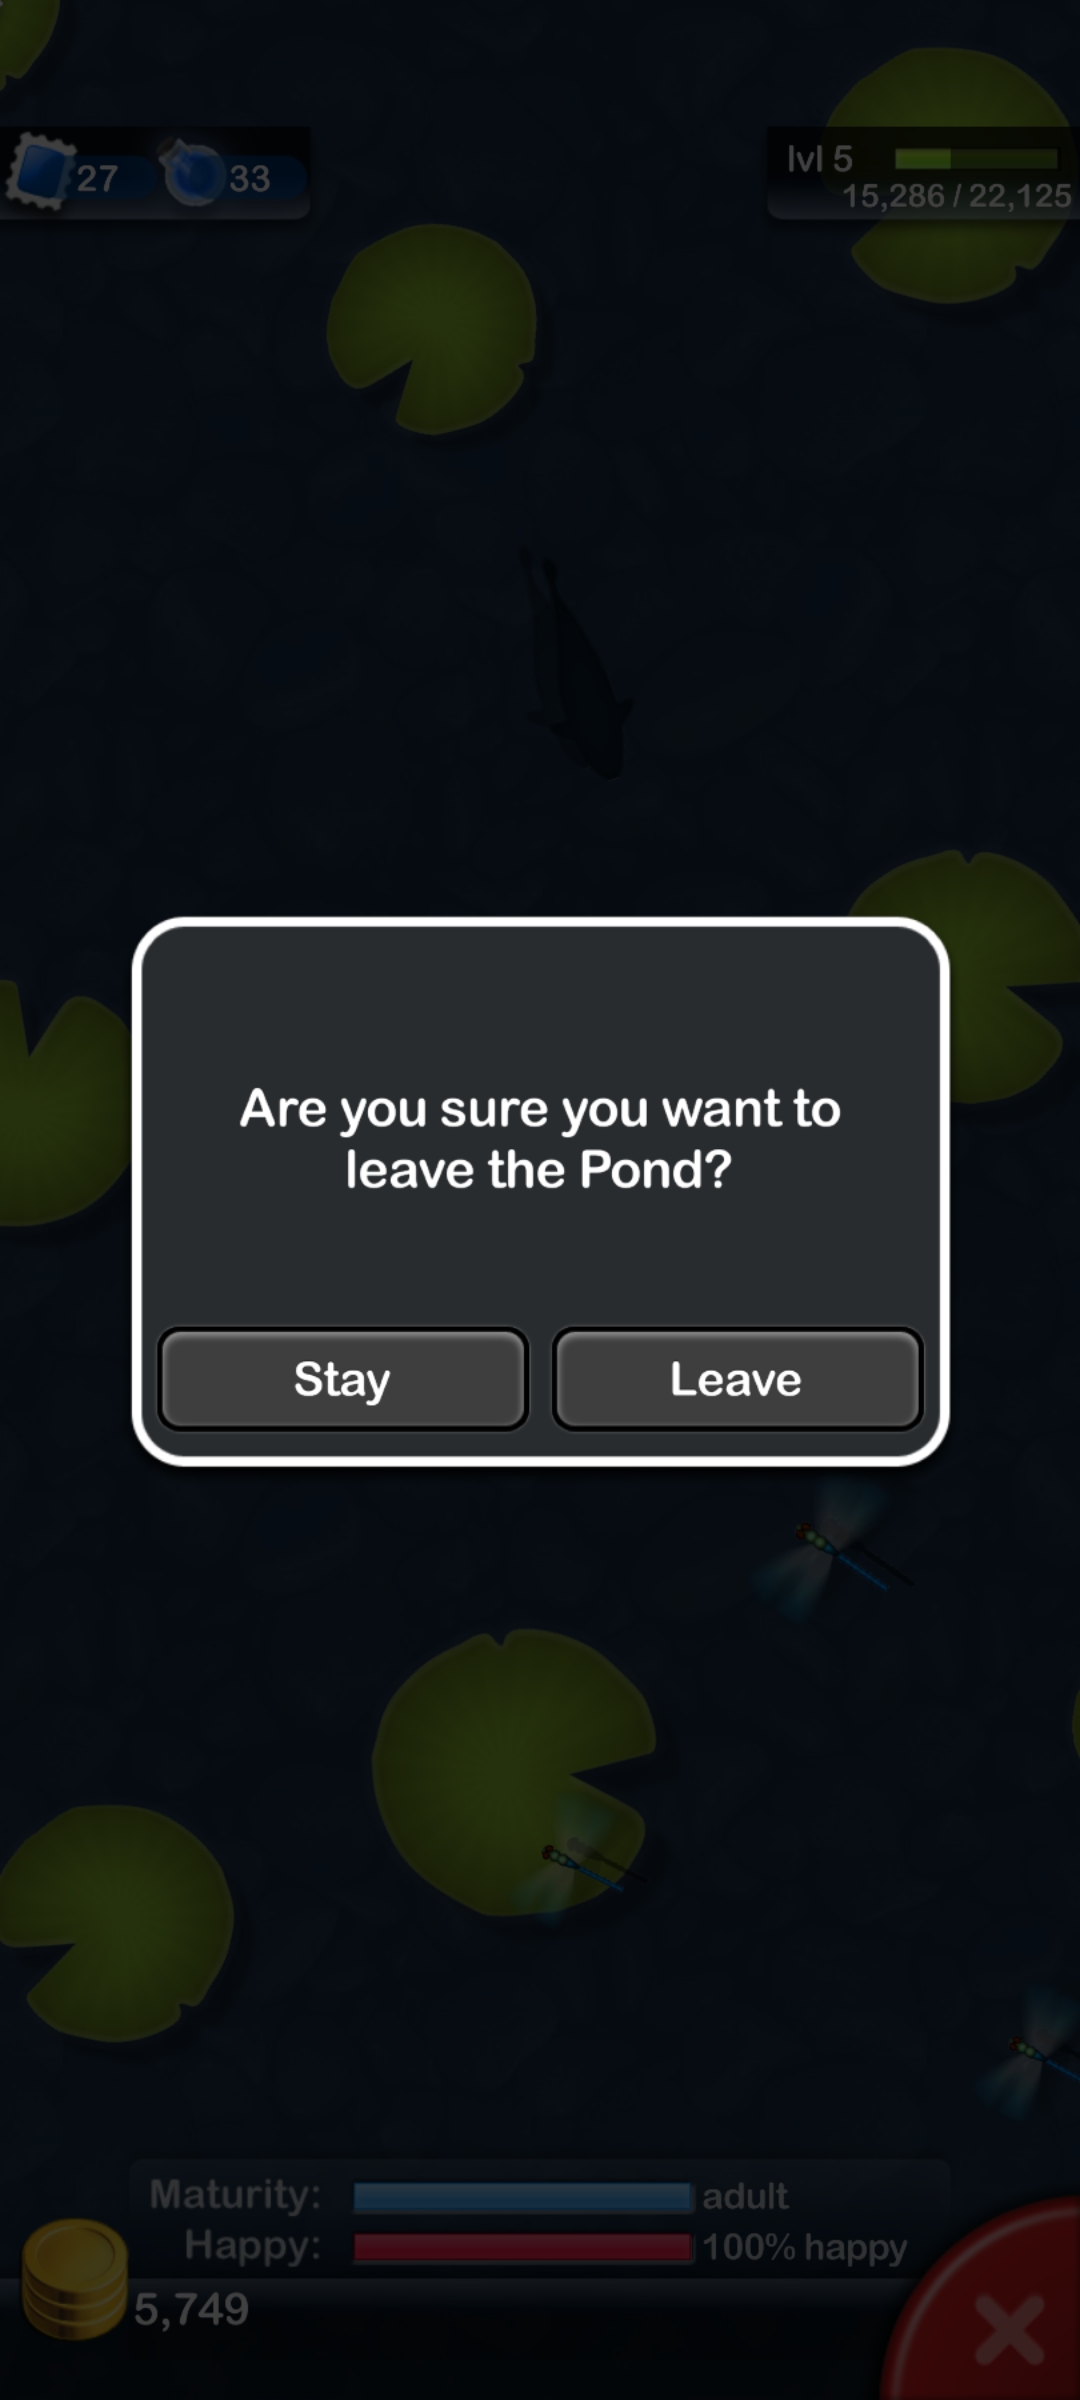 27 33
lvl 5
15,286 / 22,125
Are you sure you want to
leave the Pond?
Stay Leave
Maturity: adult
Happy: 100% happy
5,749